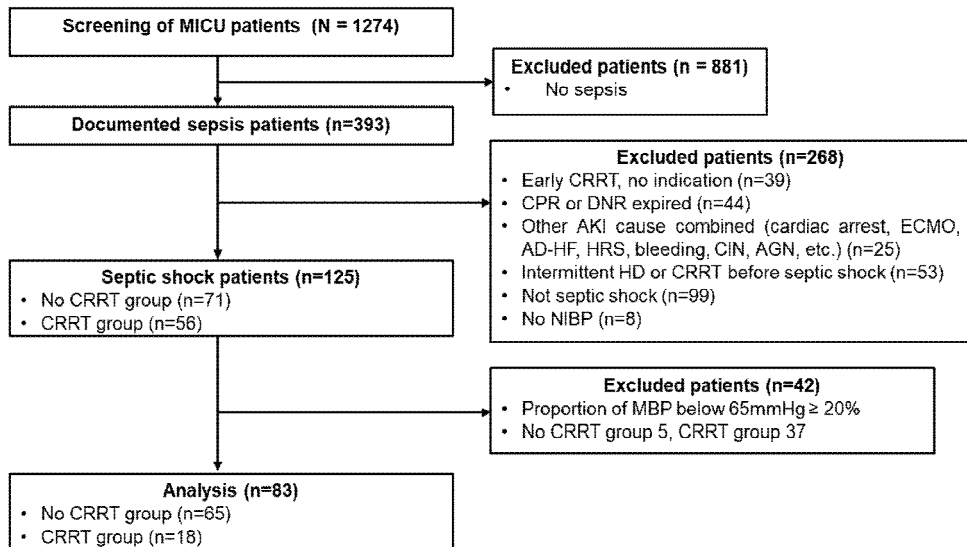 Screening of MICU patients (N = 1274)
Excluded patients (n = 881)
• No sepsis
Documented sepsis patients (n=393)
Excluded patients (n=268)
• Early CRRT, no indication (n=39)
• CPR or DNR expired (n=44)
• Other AKI cause combined (cardiac arrest, ECMO,
AD-HF, HRS, bleeding, CIN, AGN, etc.) (n=25)
• Intermittent HD or CRRT before septic shock (n=53)
• Not septic shock (n=99)
• No NIBP (n=8)
Septic shock patients (n=125)
• No CRRT group (n=71)
• CRRT group (n=56)
Excluded patients (n=42)
• Proportion of MBP below 65mmHg ≥ 20%
• No CRRT group 5, CRRT group 37
Analysis (n=83)
• No CRRT group (n=65)
• CRRT group (n=18)